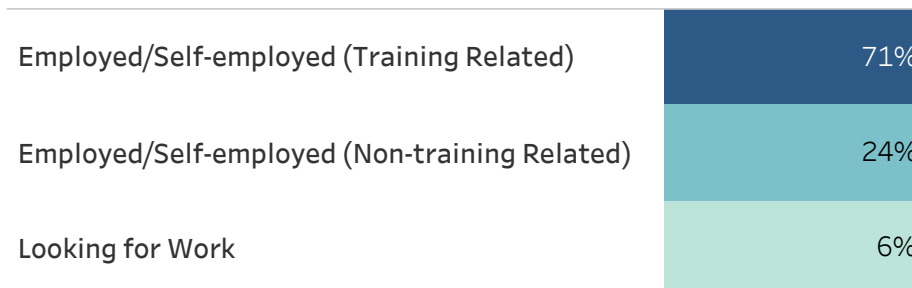 Employed/Self-employed (Training Related) 71%
Employed/Self-employed (Non-training Related) 24%
Looking for Work 6%